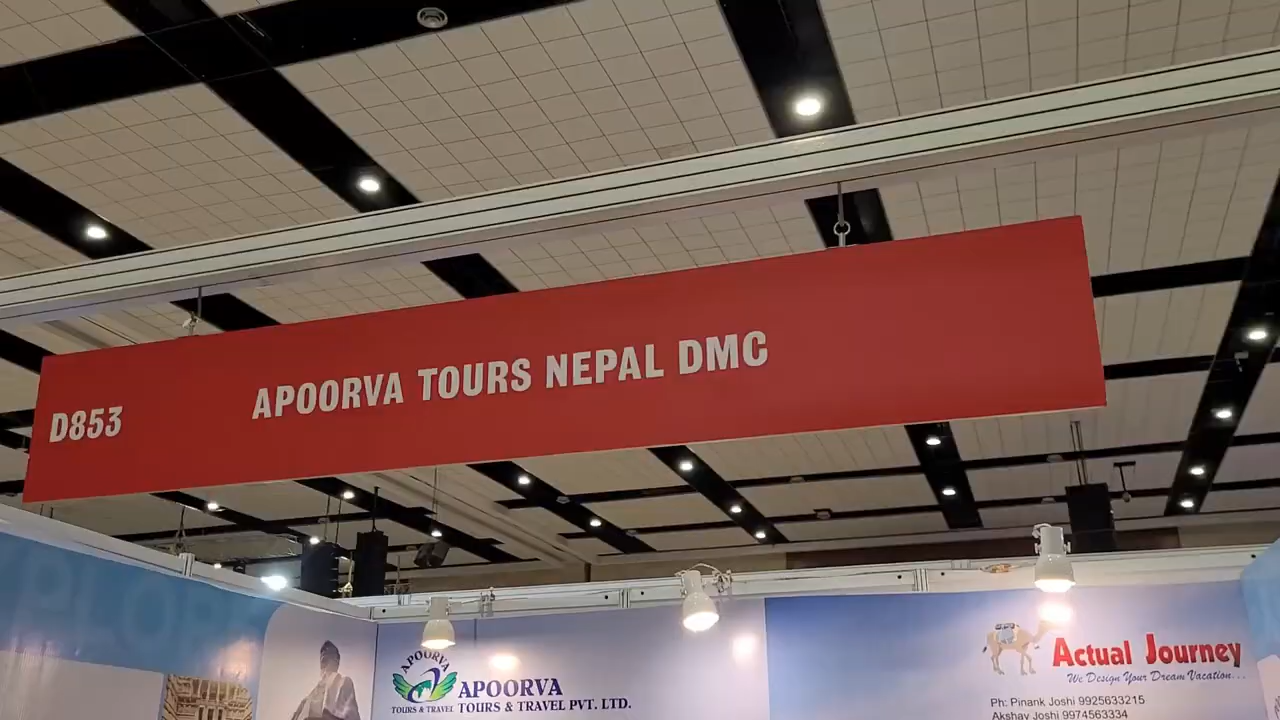 D853
APOORVA TOURS NEPAL DMC
PLOR
APOORVA
TOURS & TRAVEL
APOORVA
TOURS & TRAVEL PVT. LTD.
Actual Journey
We Design Your Dream Vacation...
Ph: Pinank Joshi 9925633215
Akshay Joshi 9974563334